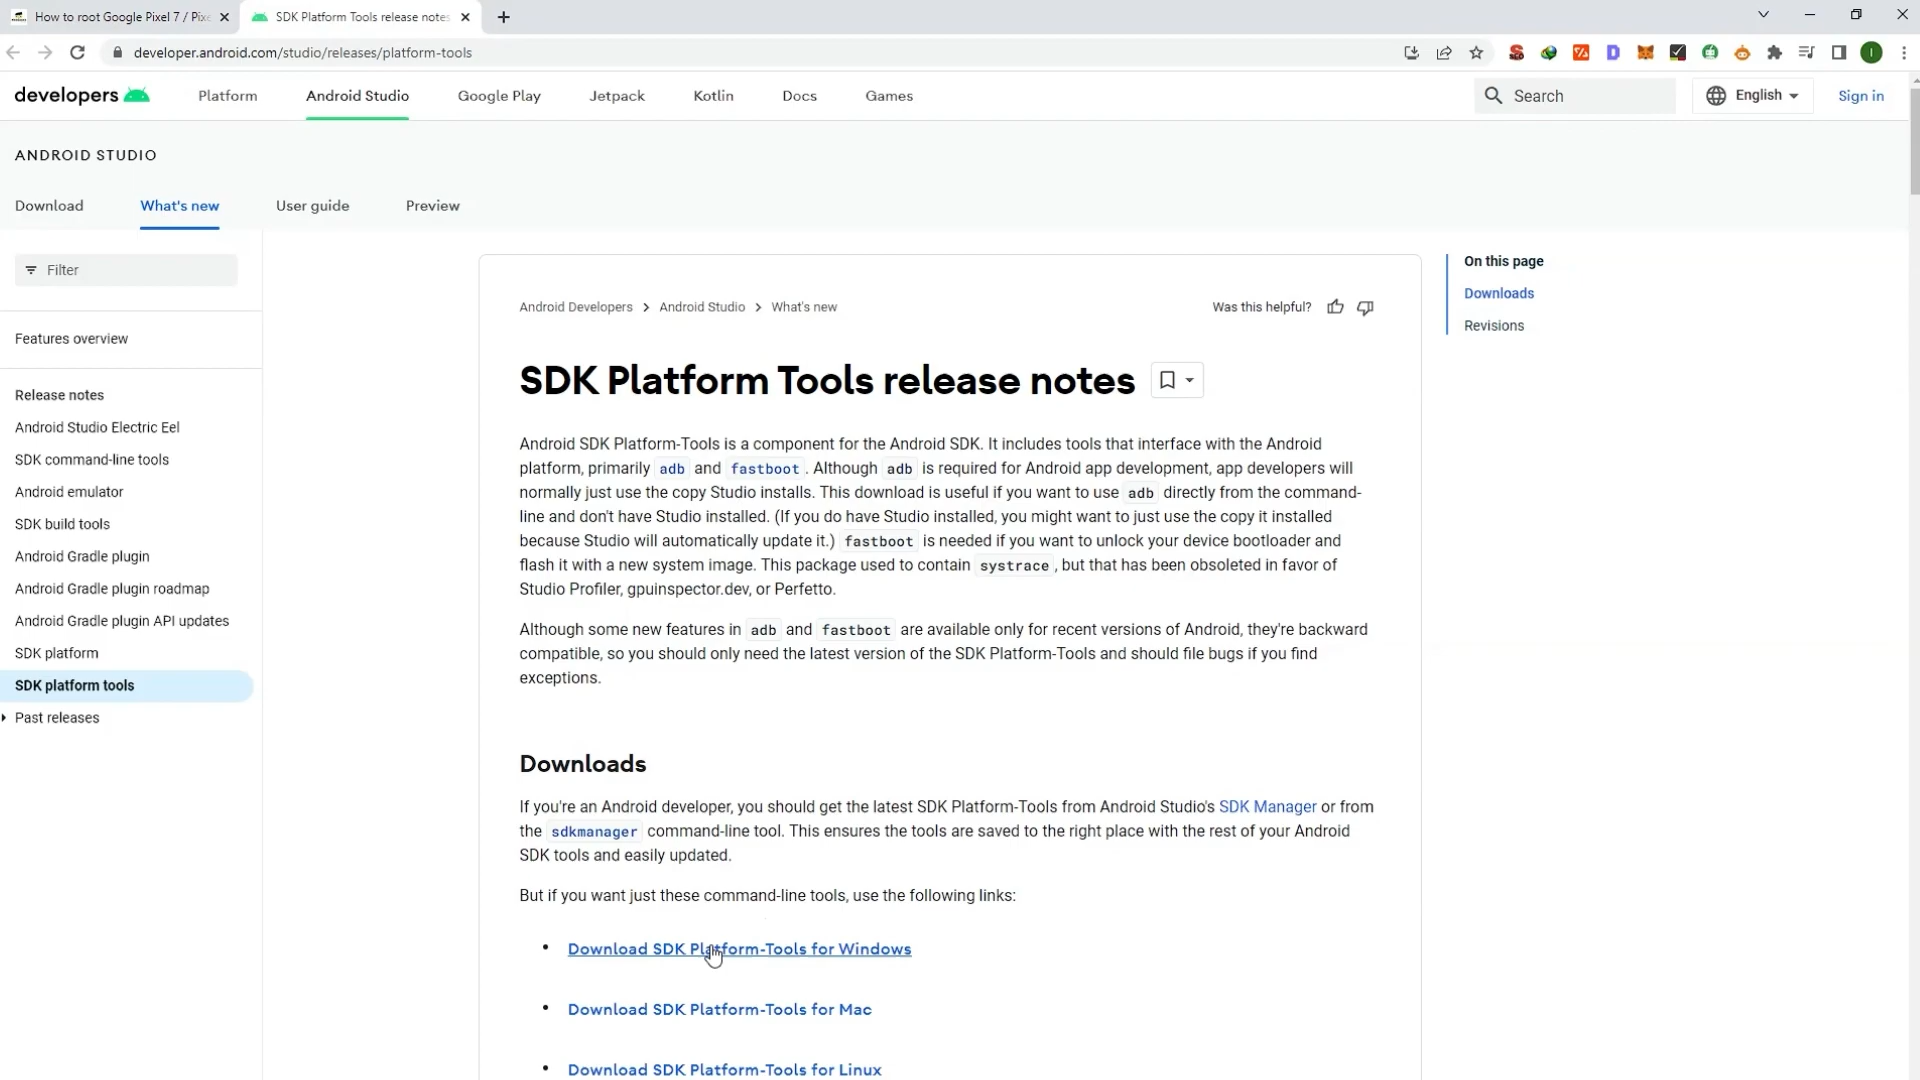 How to root Google Pixel 7 / Pixe
SDK Platform Tools release notes
developer.android.com/studio/releases/platform-tools
developers
Platform
Android Studio
Google Play
Jetpack
Kotlin
Docs
Games
Search
English
Sign in
ANDROID STUDIO
Download
What's new
User guide
Preview
Filter
Features overview
Release notes
Android Studio Electric Eel
SDK command-line tools
Android emulator
SDK build tools
Android Gradle plugin
Android Gradle plugin roadmap
Android Gradle plugin API updates
SDK platform
SDK platform tools
Past releases
Android Developers
Android Studio
What's new
Was this helpful?
SDK Platform Tools release notes
Android SDK Platform-Tools is a component for the Android SDK. It includes tools that interface with the Android
platform, primarily adb and fastboot. Although adb is required for Android app development, app developers will
normally just use the copy Studio installs. This download is useful if you want to use adb directly from the command-
line and don't have Studio installed. (If you do have Studio installed, you might want to just use the copy it installed
because Studio will automatically update it.) fastboot is needed if you want to unlock your device bootloader and
flash it with a new system image. This package used to contain systrace, but that has been obsoleted in favor of
Studio Profiler, gpuinspector.dev, or Perfetto.
Although some new features in adb and fastboot are available only for recent versions of Android, they're backward
compatible, so you should only need the latest version of the SDK Platform-Tools and should file bugs if you find
exceptions.
Downloads
If you're an Android developer, you should get the latest SDK Platform-Tools from Android Studio's SDK Manager or from
the sdkmanager command-line tool. This ensures the tools are saved to the right place with the rest of your Android
SDK tools and easily updated.
But if you want just these command-line tools, use the following links:
• Download SDK Platform-Tools for Windows
• Download SDK Platform-Tools for Mac
• Download SDK Platform-Tools for Linux
On this page
Downloads
Revisions